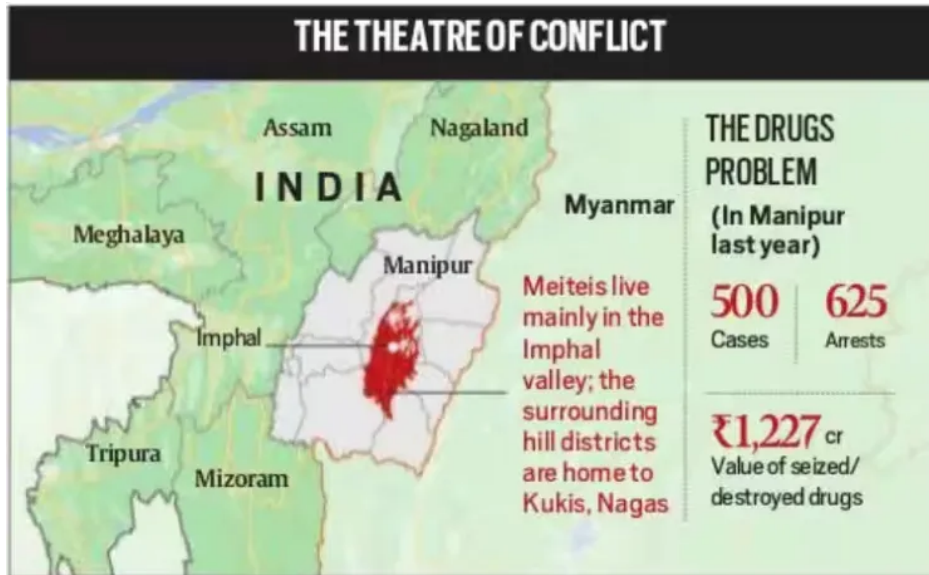 THE THEATRE OF CONFLICT
Assam
Nagaland
INDIA
Meghalaya
Myanmar
Manipur
Imphal
Tripura
Mizoram
Meiteis live
mainly in the
Imphal
valley; the
surrounding
hill districts
are home to
Kukis, Nagas
THE DRUGS
PROBLEM
(In Manipur
last year)
500
Cases
625
Arrests
₹1,227 cr
Value of seized/
destroyed drugs